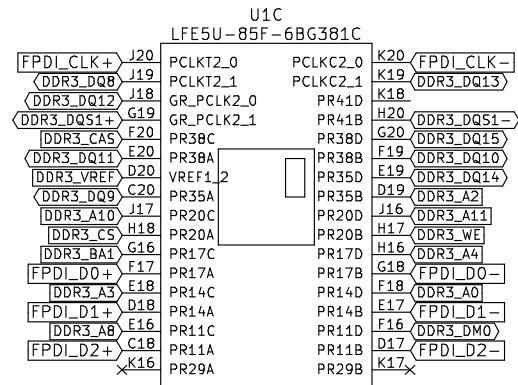 U1C
LFE5U-85F-6BG381C
FPDI_CLK+ J20 PCLKT2_0 PCLKC2_0 K20 FPDI_CLK-
DDR3_DQ8 J19 PCLKT2_1 PCLKC2_1 K19 DDR3_DQ13
DDR3_DQ12 J18 GR_PCLK2_0 PR41D K18
DDR3_DQS1+ G19 GR_PCLK2_1 PR41B H20 DDR3_DQS1-
DDR3_CAS F20 PR38C PR38D G20 DDR3_DQ15
DDR3_DQ11 E20 PR38A PR38B F19 DDR3_DQ10
DDR3_VREF D20 VREF1_2 PR35D E19 DDR3_DQ14
DDR3_DQ9 C20 PR35A PR35B D19 DDR3_A2
DDR3_A10 J17 PR20C PR20D J16 DDR3_A11
DDR3_CS H18 PR20A PR20B H17 DDR3_WE
DDR3_BA1 G16 PR17C PR17D H16 DDR3_A4
FPDI_D0+ F17 PR17A PR17B G18 FPDI_D0-
DDR3_A3 E18 PR14C PR14D F18 DDR3_A0
FPDI_D1+ D18 PR14A PR14B E17 FPDI_D1-
DDR3_A8 E16 PR11C PR11D F16 DDR3_DM0
FPDI_D2+ C18 PR11A PR11B D17 FPDI_D2-
K16 PR29A PR29B K17